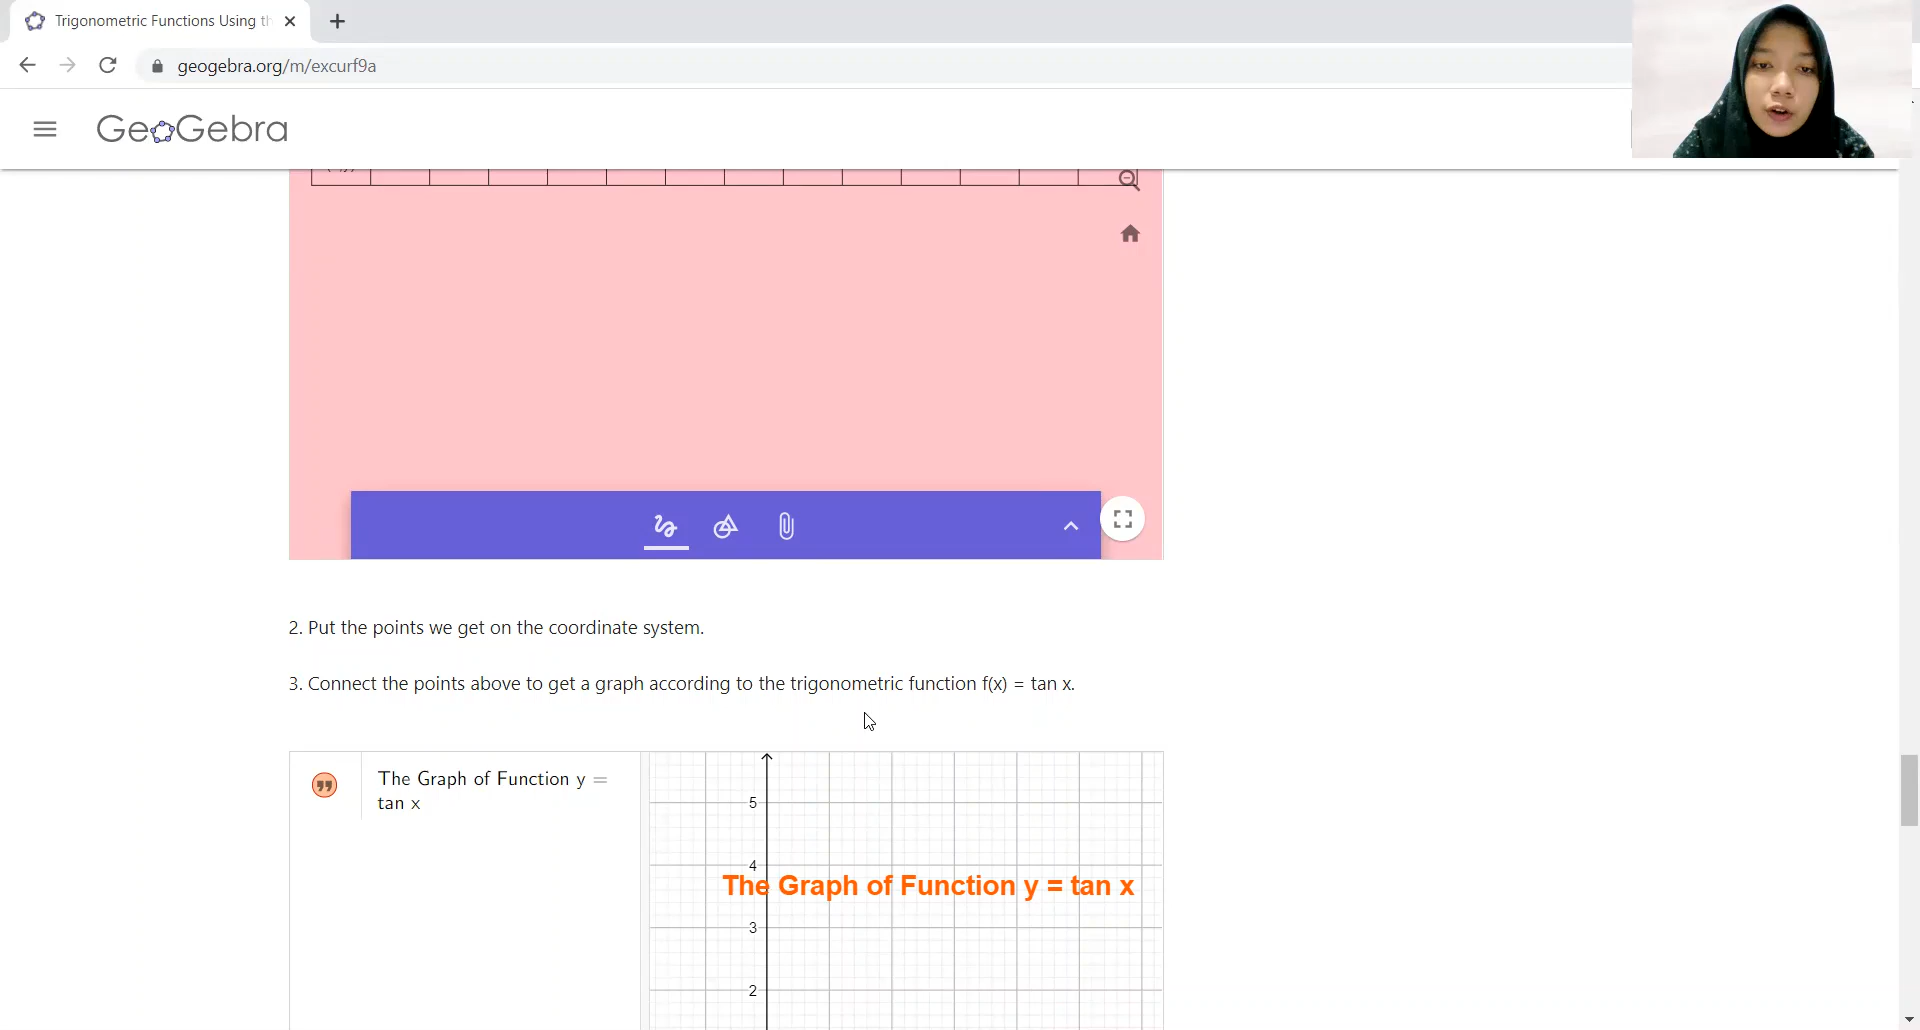 Trigonometric Functions Using th
geogebra.org/m/excurf9a
GeoGebra
2. Put the points we get on the coordinate system.
3. Connect the points above to get a graph according to the trigonometric function f(x) = tan x.
The Graph of Function y =
tan x
5
4
The Graph of Function y = tan x
3
2